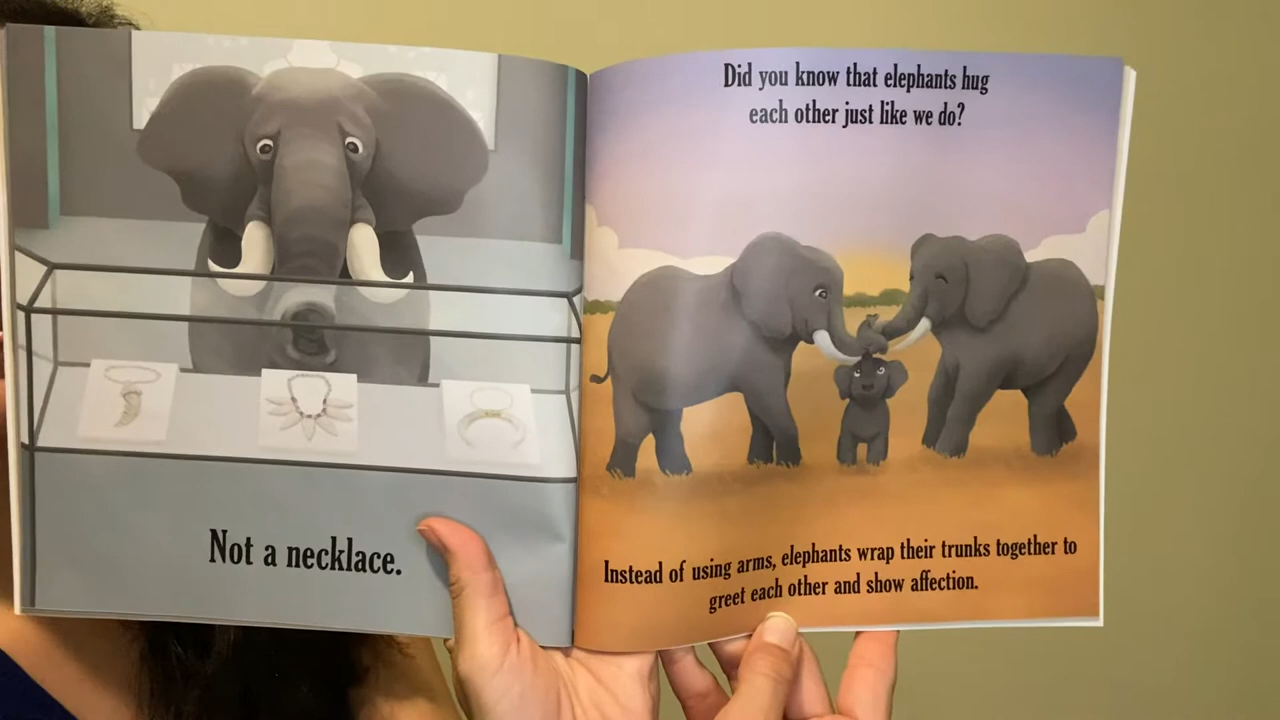 Not a necklace.
Did you know that elephants hug
each other just like we do?
Instead of using arms, elephants wrap their trunks together to
greet each other and show affection.